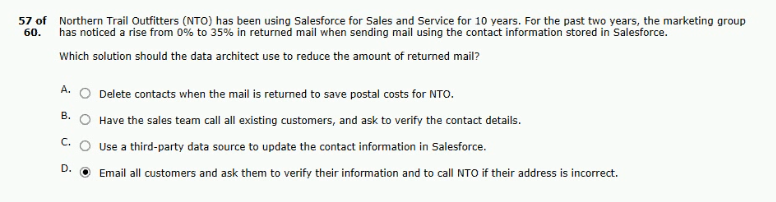 57 of Northern Trail Outfitters (NTO) has been using Salesforce for Sales and Service for 10 years. For the past two years, the marketing group
60. has noticed a rise from 0% to 35% in returned mail when sending mail using the contact information stored in Salesforce.
Which solution should the data architect use to reduce the amount of returned mail?
A. Delete contacts when the mail is returned to save postal costs for NTO.
B. Have the sales team call all existing customers, and ask to verify the contact details.
C. Use a third-party data source to update the contact information in Salesforce.
D. Email all customers and ask them to verify their information and to call NTO if their address is incorrect.